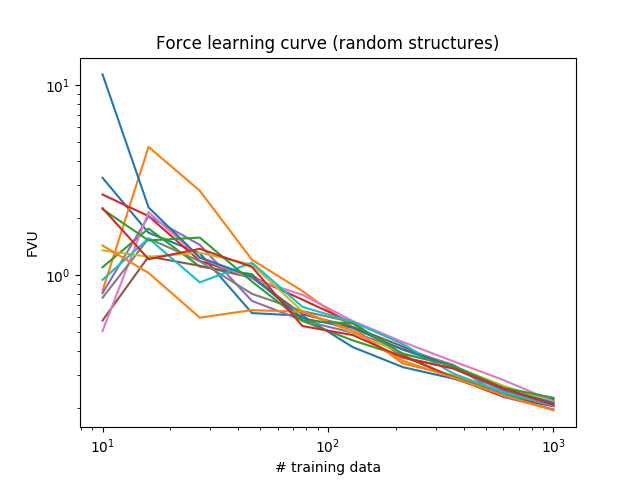 Force learning curve (random structures)
10¹
10⁰
FVU
10¹
10²
10³
# training data